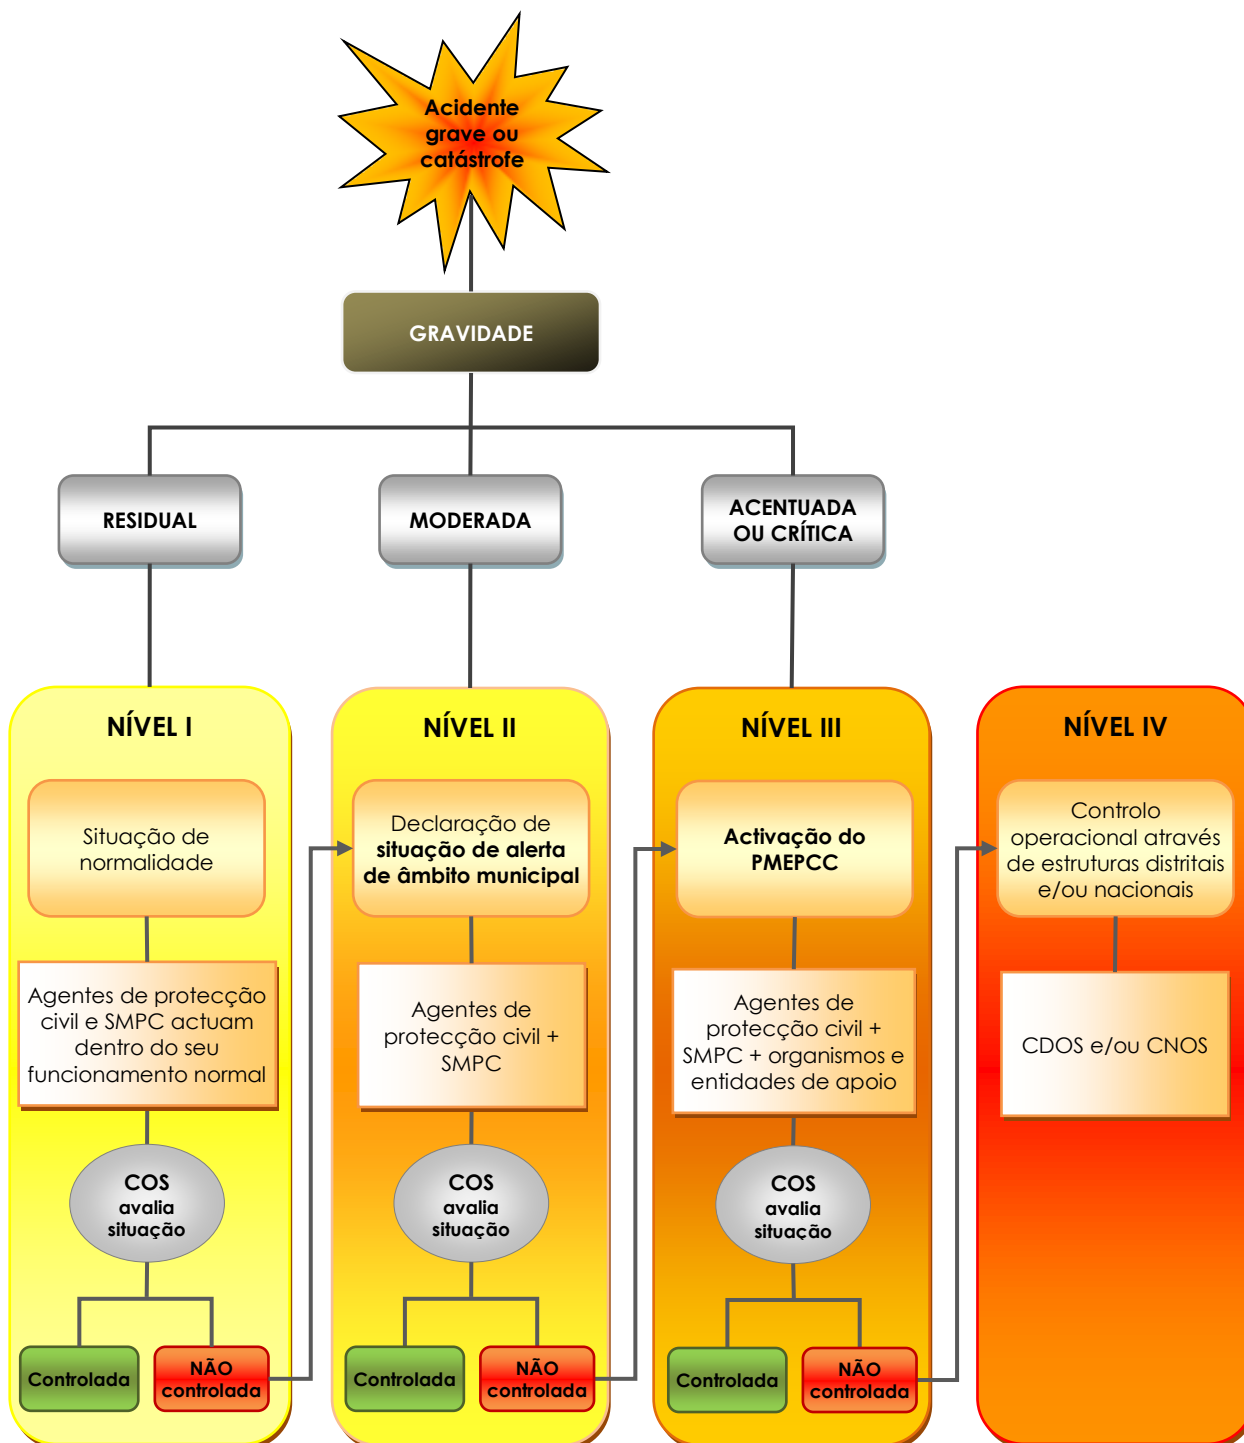 Acidente
grave ou
catástrofe
GRAVIDADE
RESIDUAL
MODERADA
ACENTUADA
OU CRÍTICA
NÍVEL I
Situação de
normalidade
Agentes de protecção
civil e SMPC actuam
dentro do seu
funcionamento normal
COS
avalia
situação
Controlada
NÃO
controlada
NÍVEL II
Declaração de
situação de alerta
de âmbito municipal
Agentes de
protecção civil +
SMPC
COS
avalia
situação
Controlada
NÃO
controlada
NÍVEL III
Activação do
PMEPCC
Agentes de
protecção civil +
SMPC + organismos e
entidades de apoio
COS
avalia
situação
Controlada
NÃO
controlada
NÍVEL IV
Controlo
operacional através
de estruturas distritais
e/ou nacionais
CDOS e/ou CNOS